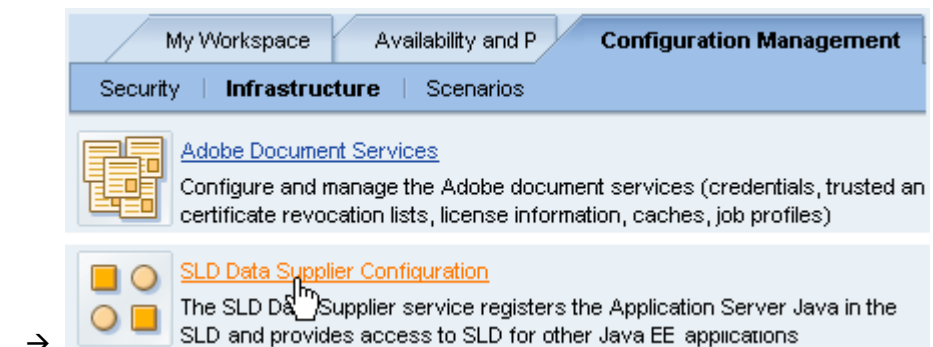 My Workspace Availability and P Configuration Management
Security | Infrastructure | Scenarios
Adobe Document Services
Configure and manage the Adobe document services (credentials, trusted an
certificate revocation lists, license information, caches, job profiles)
SLD Data Supplier Configuration
The SLD Da Supplier service registers the Application Server Java in the
→ SLD and provides access to SLD for other Java EE applications